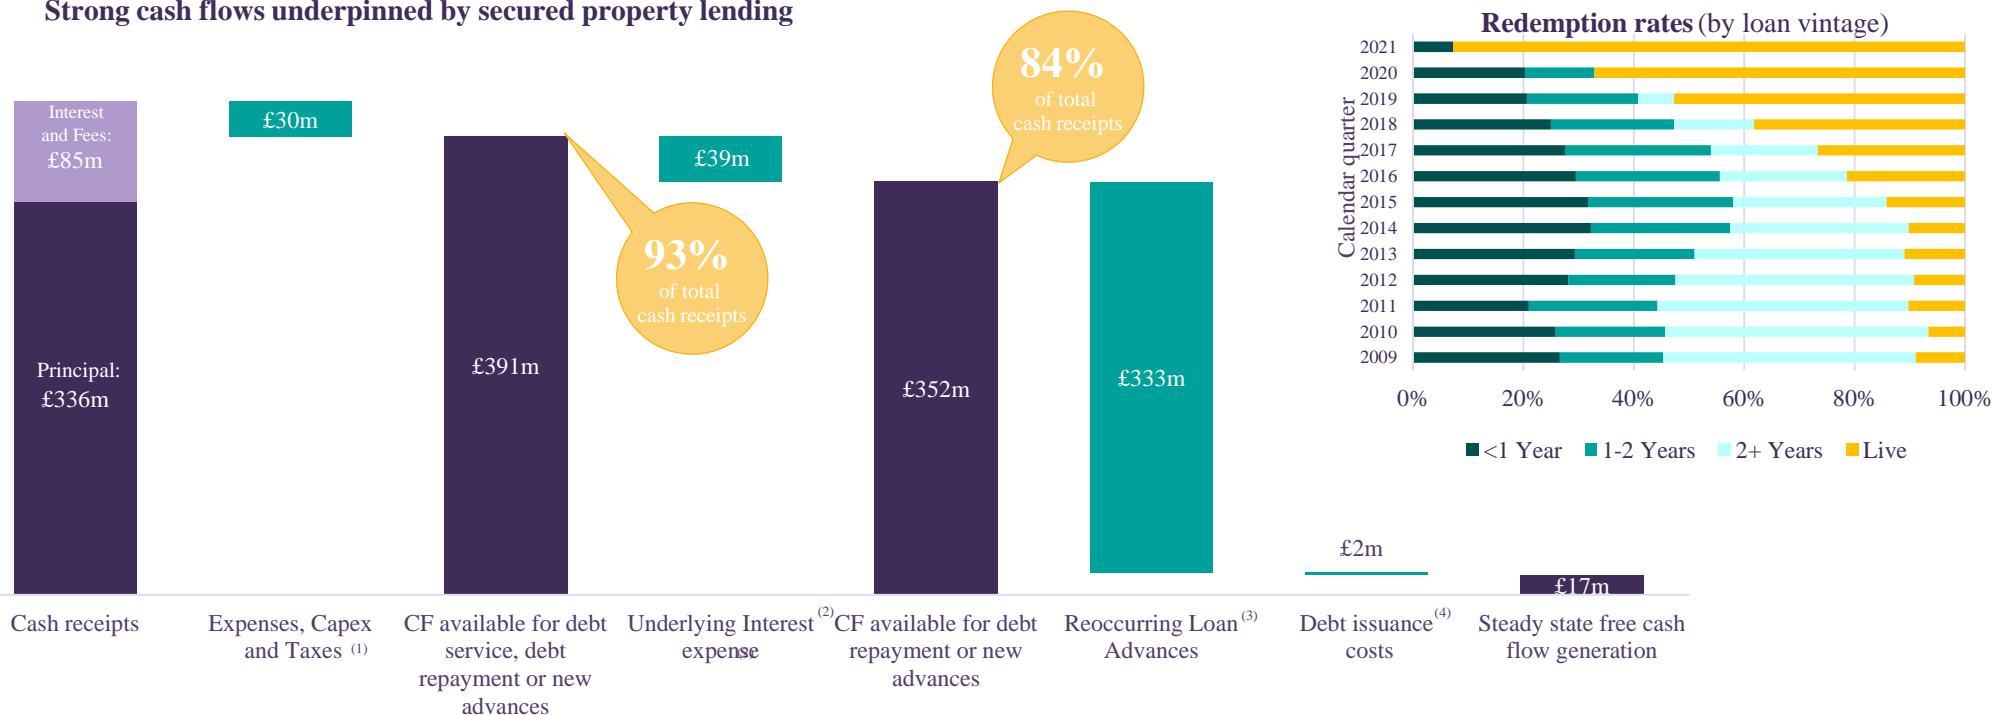 Strong cash flows underpinned by secured property lending
Interest
and Fees:
£85m
Principal:
£336m
£30m
£391m
93%
of total
cash receipts
£39m
84%
of total
cash receipts
£352m
£333m
£2m
£17m
Cash receipts
Expenses, Capex
and Taxes (1)
CF available for debt
service, debt
repayment or new
advances
Underlying Interest (2)
expense
CF available for debt
repayment or new
advances
Reoccurring Loan (3)
Advances
Debt issuance (4)
costs
Steady state free cash
flow generation
Redemption rates (by loan vintage)
Calendar quarter
2021
2020
2019
2018
2017
2016
2015
2014
2013
2012
2011
2010
2009
0% 20% 40% 60% 80% 100%
<1 Year 1-2 Years 2+ Years Live